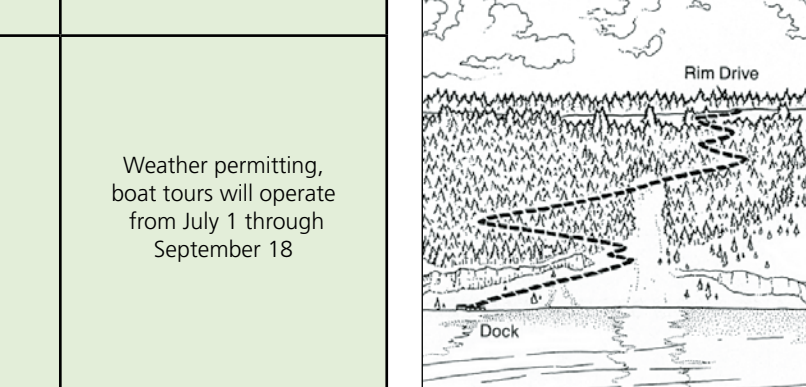 Weather permitting,
boat tours will operate
from July 1 through
September 18
Rim Drive
Dock